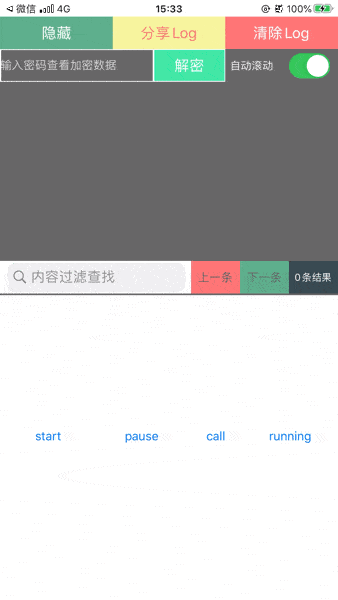 微信 4G 15:33 100%
隐藏 分享Log 清除Log
输入密码查看加密数据 解密 自动滚动
内容过滤查找 上一条 下一条 0条结果
start pause call running